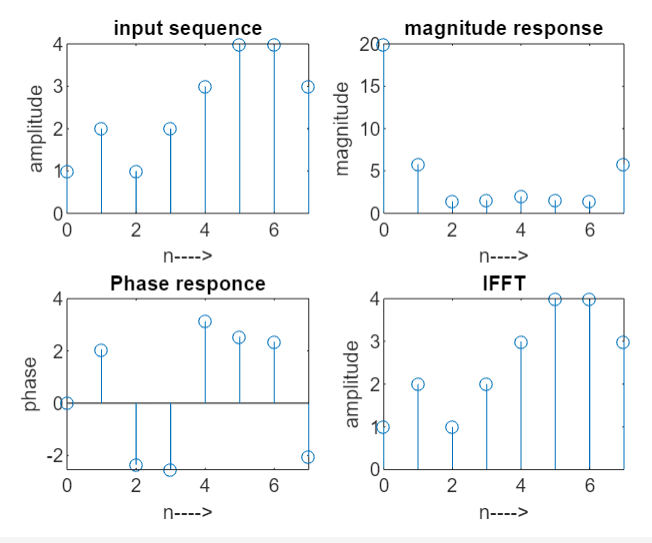 input sequence
amplitude
4
3
2
1
0
0 2 4 6
n---->
magnitude response
magnitude
20
15
10
5
0
0 2 4 6
n---->
Phase responce
phase
4
2
0
-2
0 2 4 6
n---->
IFFT
amplitude
4
3
2
1
0
0 2 4 6
n---->